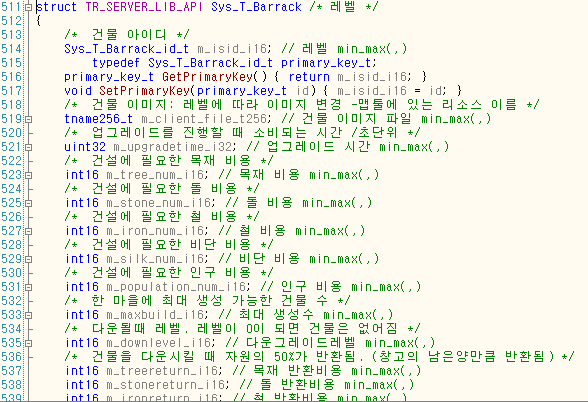 511 struct TR_SERVER_LIB_API Sys_T_Barrack /* 레벨 */
512 {
513 /* 건물 아이디 */
514 Sys_T_Barrack_id_t m_isid_i16; // 레벨 min_max(,)
515 typedef Sys_T_Barrack_id_t primary_key_t;
516 primary_key_t GetPrimaryKey() { return m_isid_i16; }
517 void SetPrimaryKey(primary_key_t id) { m_isid_i16 = id; }
518 /* 건물 이미지: 레벨에 따라 이미지 변경 -맵툴에 있는 리소스 이름 */
519 tname256_t m_client_file_t256; // 건물 이미지 파일 min_max(,)
520 /* 업그레이드를 진행할 때 소비되는 시간 /초단위 */
521 uint32 m_upgradetime_i32; // 업그레이드 시간 min_max(,)
522 /* 건설에 필요한 목재 비용 */
523 int16 m_tree_num_i16; // 목재 비용 min_max(,)
524 /* 건설에 필요한 돌 비용 */
525 int16 m_stone_num_i16; // 돌 비용 min_max(,)
526 /* 건설에 필요한 철 비용 */
527 int16 m_iron_num_i16; // 철 비용 min_max(,)
528 /* 건설에 필요한 비단 비용 */
529 int16 m_silk_num_i16; // 비단 비용 min_max(,)
530 /* 건설에 필요한 인구 비용 */
531 int16 m_population_num_i16; // 인구 비용 min_max(,)
532 /* 한 마을에 최대 생성 가능한 건물 수 */
533 int16 m_maxbuild_i16; // 최대 생성수 min_max(,)
534 /* 다운될때 레벨. 레벨이 0이 되면 건물은 없어짐 */
535 int16 m_downlevel_i16; // 다운그레이드레벨 min_max(,)
536 /* 건물을 다운시킬 때 자원의 50%가 반환됨.(창고의 남은양만큼 반환됨) */
537 int16 m_treereturn_i16; // 목재 반환비용 min_max(,)
538 int16 m_stonereturn_i16; // 돌 반환비용 min_max(,)
539 int16 m_ironreturn_i16; // 철 반환비용 min_max(,)